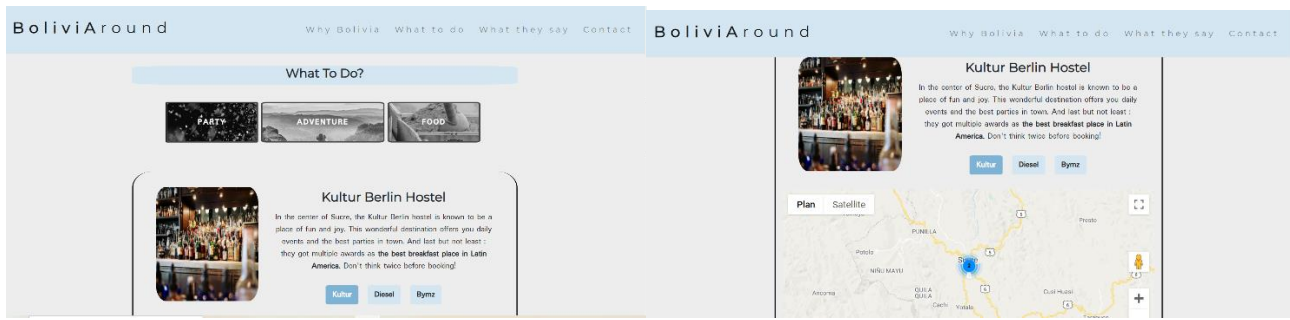 BoliviAround
Why Bolivia What to do What they say Contact
What To Do?
PARTY ADVENTURE FOOD
Kultur Berlin Hostel
In the center of Sucre, the Kultur Berlin hostel is known to be a
place of fun and joy. This wonderful destination offers you daily
events and the best parties in town. And last but not least :
they got multiple awards as the best breakfast place in Latin
America. Don't think twice before booking!
Kultur Diesel Bymz
BoliviAround
Why Bolivia What to do What they say Contact
Kultur Berlin Hostel
In the center of Sucre, the Kultur Berlin hostel is known to be a
place of fun and joy. This wonderful destination offers you daily
events and the best parties in town. And last but not least :
they got multiple awards as the best breakfast place in Latin
America. Don't think twice before booking!
Kultur Diesel Bymz
Plan Satellite
Presto
PUNILLA
Potolo
NIÑU MAYU
QUILA
QUILA
Cachi Yotala
6